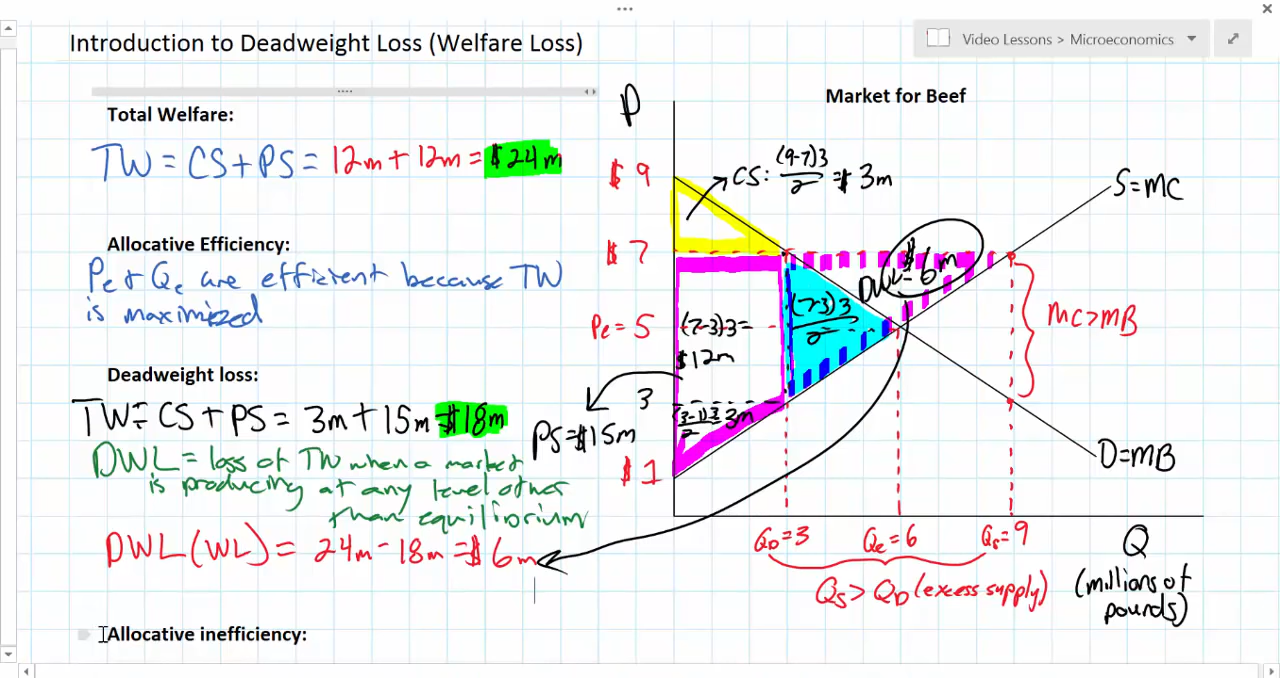 Introduction to Deadweight Loss (Welfare Loss)
Video Lessons > Microeconomics
Total Welfare:
TW = CS + PS = 12m + 12m = $24m
Allocative Efficiency:
Pe + Qe are efficient because TW
is maximized
Deadweight loss:
TW = CS + PS = 3m + 15m = $18m
DWL = loss of TW when a market
is producing at any level other
than equilibrium
DWL (WL) = 24m - 18m = $6m
Allocative inefficiency:
Market for Beef
P
$9
$7
Pe = 5
3
$1
CS: (9-7)3/2 = $3m
S=MC
DWL = $6m
(7-3)3/2
(7-3)3=
$12m
(3-1)3/2 = 3m
PS=$15m
MC>MB
D=MB
QD=3
Qe=6
Qs=9
Q
(millions of
pounds)
Qs > QD (excess supply)